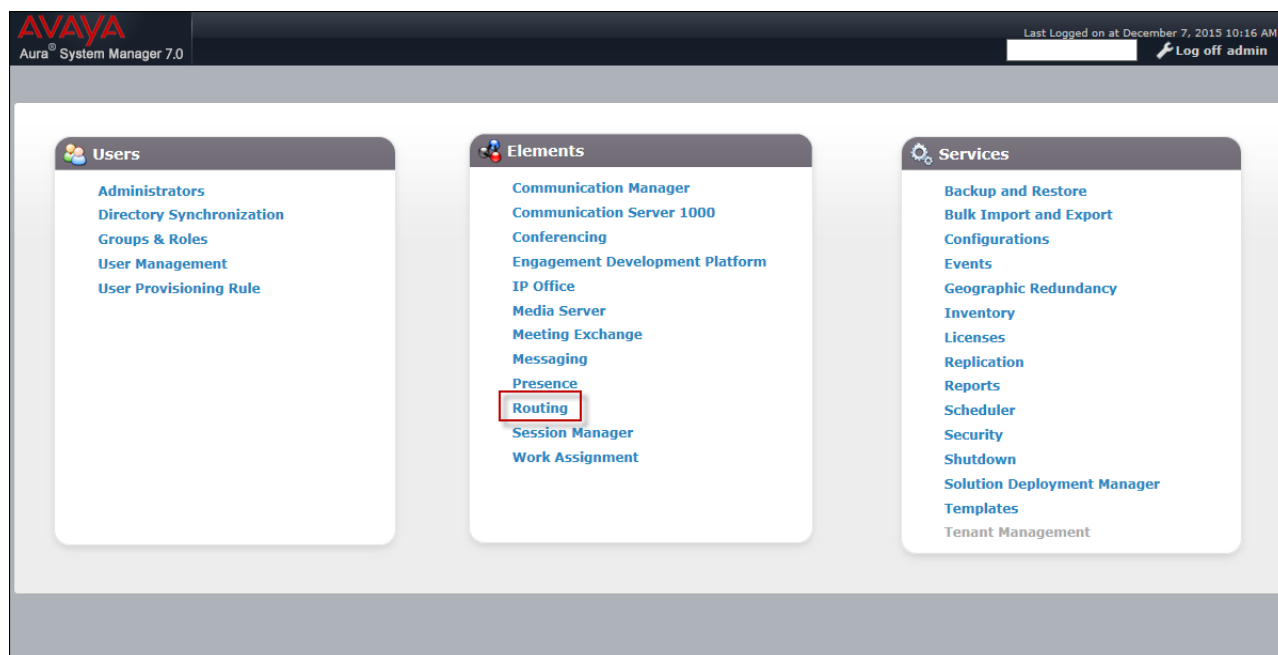 AVAYA
Aura® System Manager 7.0
Last Logged on at December 7, 2015 10:16 AM
Log off admin
Users
Administrators
Directory Synchronization
Groups & Roles
User Management
User Provisioning Rule
Elements
Communication Manager
Communication Server 1000
Conferencing
Engagement Development Platform
IP Office
Media Server
Meeting Exchange
Messaging
Presence
Routing
Session Manager
Work Assignment
Services
Backup and Restore
Bulk Import and Export
Configurations
Events
Geographic Redundancy
Inventory
Licenses
Replication
Reports
Scheduler
Security
Shutdown
Solution Deployment Manager
Templates
Tenant Management